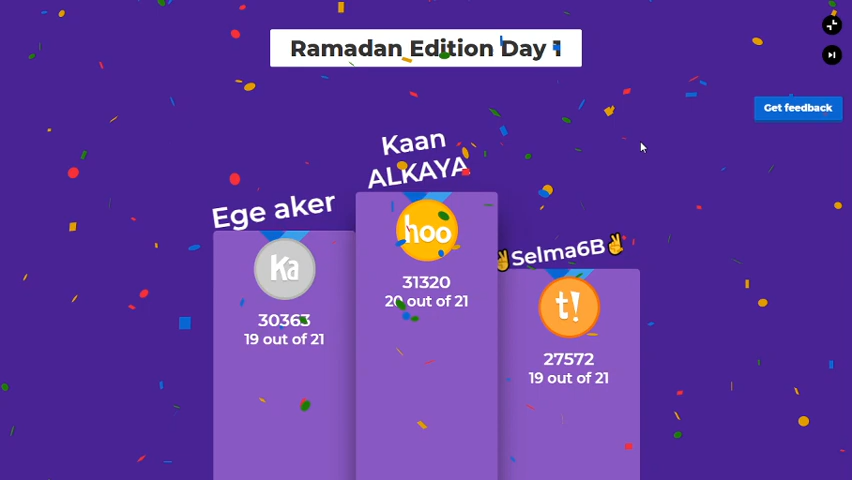 Ramadan Edition Day 1
Get feedback
Kaan
ALKAYA
hoo
31320
20 out of 21
Ege aker
Ka
30363
19 out of 21
✌Selma6B✌
t!
27572
19 out of 21